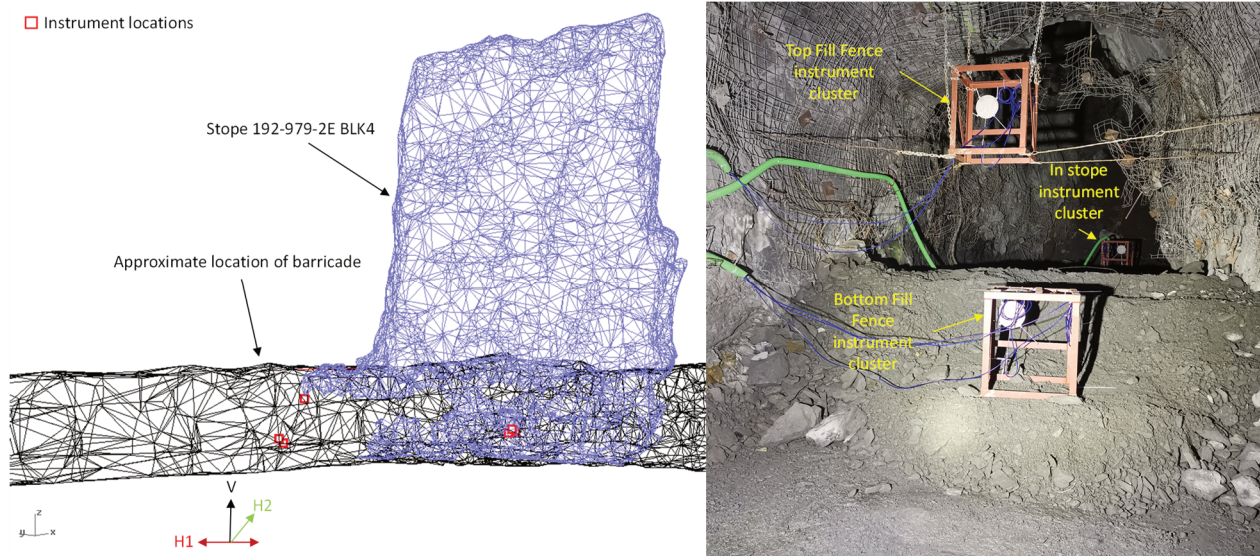 Instrument locations
Stope 192-979-2E BLK4
Approximate location of barricade
V
H2
H1
z
y
x
Top Fill Fence
instrument
cluster
In stope
instrument
cluster
Bottom Fill
Fence
instrument
cluster